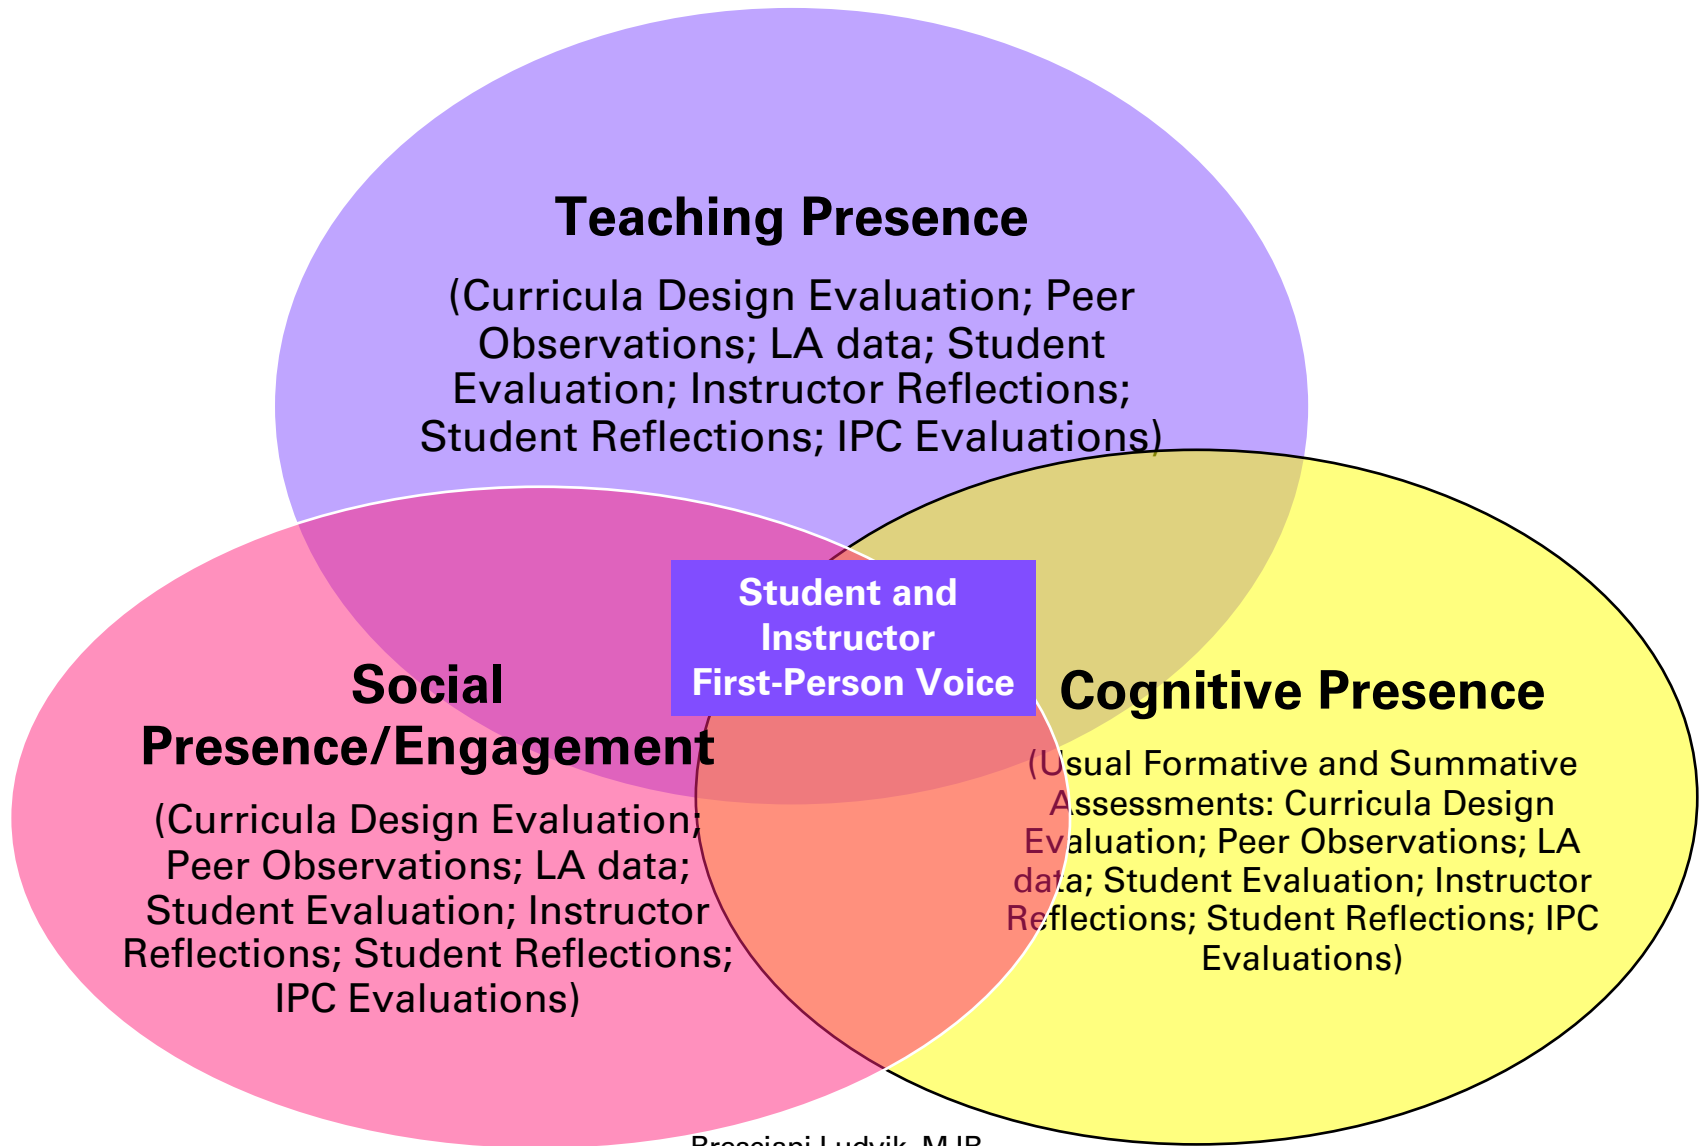 Teaching Presence
(Curricula Design Evaluation; Peer
Observations; LA data; Student
Evaluation; Instructor Reflections;
Student Reflections; IPC Evaluations)
Student and
Instructor
First-Person Voice
Social
Presence/Engagement
(Curricula Design Evaluation;
Peer Observations; LA data;
Student Evaluation; Instructor
Reflections; Student Reflections;
IPC Evaluations)
Cognitive Presence
(Usual Formative and Summative
Assessments: Curricula Design
Evaluation; Peer Observations; LA
data; Student Evaluation; Instructor
Reflections; Student Reflections; IPC
Evaluations)
Bresciani Ludvik, MJB